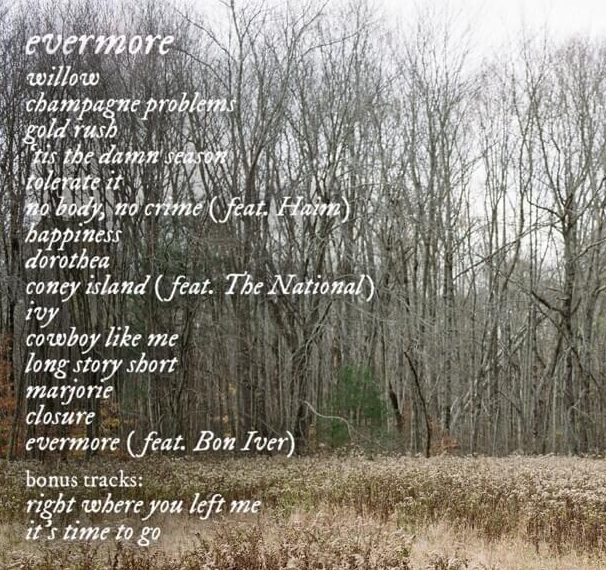 evermore
willow
champagne problems
gold rush
'tis the damn season
tolerate it
no body, no crime (feat. Haim)
happiness
dorothea
coney island (feat. The National)
ivy
cowboy like me
long story short
marjorie
closure
evermore (feat. Bon Iver)
bonus tracks:
right where you left me
it's time to go